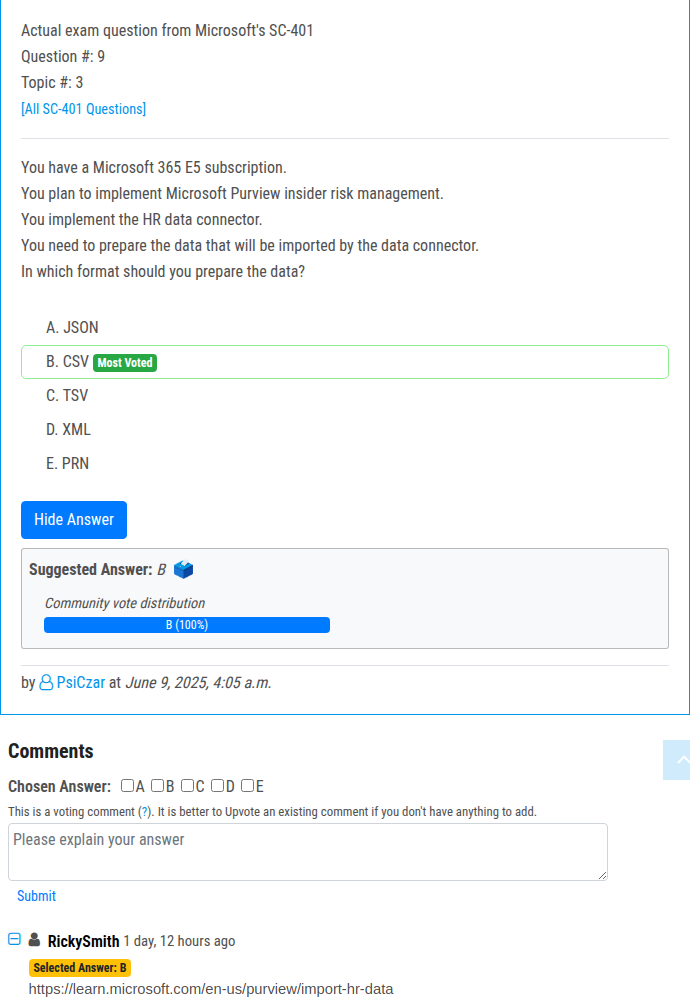 Actual exam question from Microsoft's SC-401
Question #: 9
Topic #: 3
[All SC-401 Questions]
You have a Microsoft 365 E5 subscription.
You plan to implement Microsoft Purview insider risk management.
You implement the HR data connector.
You need to prepare the data that will be imported by the data connector.
In which format should you prepare the data?
A. JSON
B. CSV Most Voted
C. TSV
D. XML
E. PRN
Hide Answer
Suggested Answer: B
Community vote distribution
B (100%)
by PsiCzar at June 9, 2025, 4:05 a.m.
Comments
Chosen Answer: A B C D E
This is a voting comment (?). It is better to Upvote an existing comment if you don't have anything to add.
Please explain your answer
Submit
RickySmith 1 day, 12 hours ago
Selected Answer: B
https://learn.microsoft.com/en-us/purview/import-hr-data